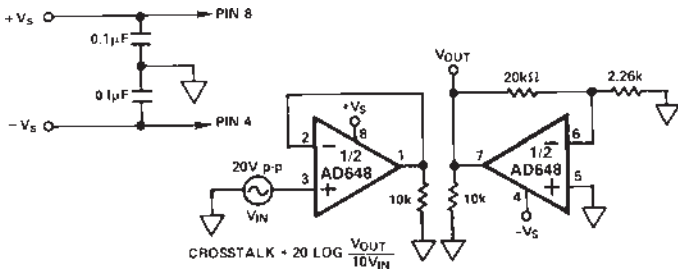 +VS
PIN 8
0.1µF
0.1µF
−VS
PIN 4
+VS
8
2
−
1/2
AD648
1
3
+
20V p-p
VIN
10k
VOUT
20kΩ
2.26k
7
6
−
1/2
AD648
5
+
4
−VS
10k
CROSSTALK = 20 LOG VOUT
10VIN